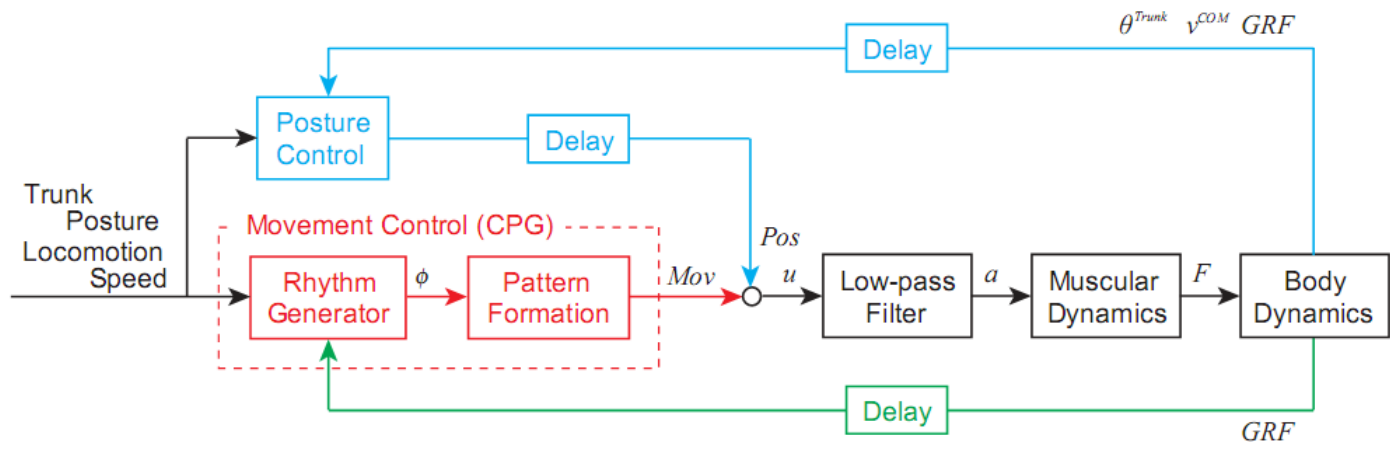 θ^Trunk v^COM GRF
Delay
Posture
Control
Delay
Trunk
Posture
Locomotion
Speed
Movement Control (CPG)
Rhythm
Generator
ϕ
Pattern
Formation
Mov
Pos
u
Low-pass
Filter
a
Muscular
Dynamics
F
Body
Dynamics
Delay
GRF